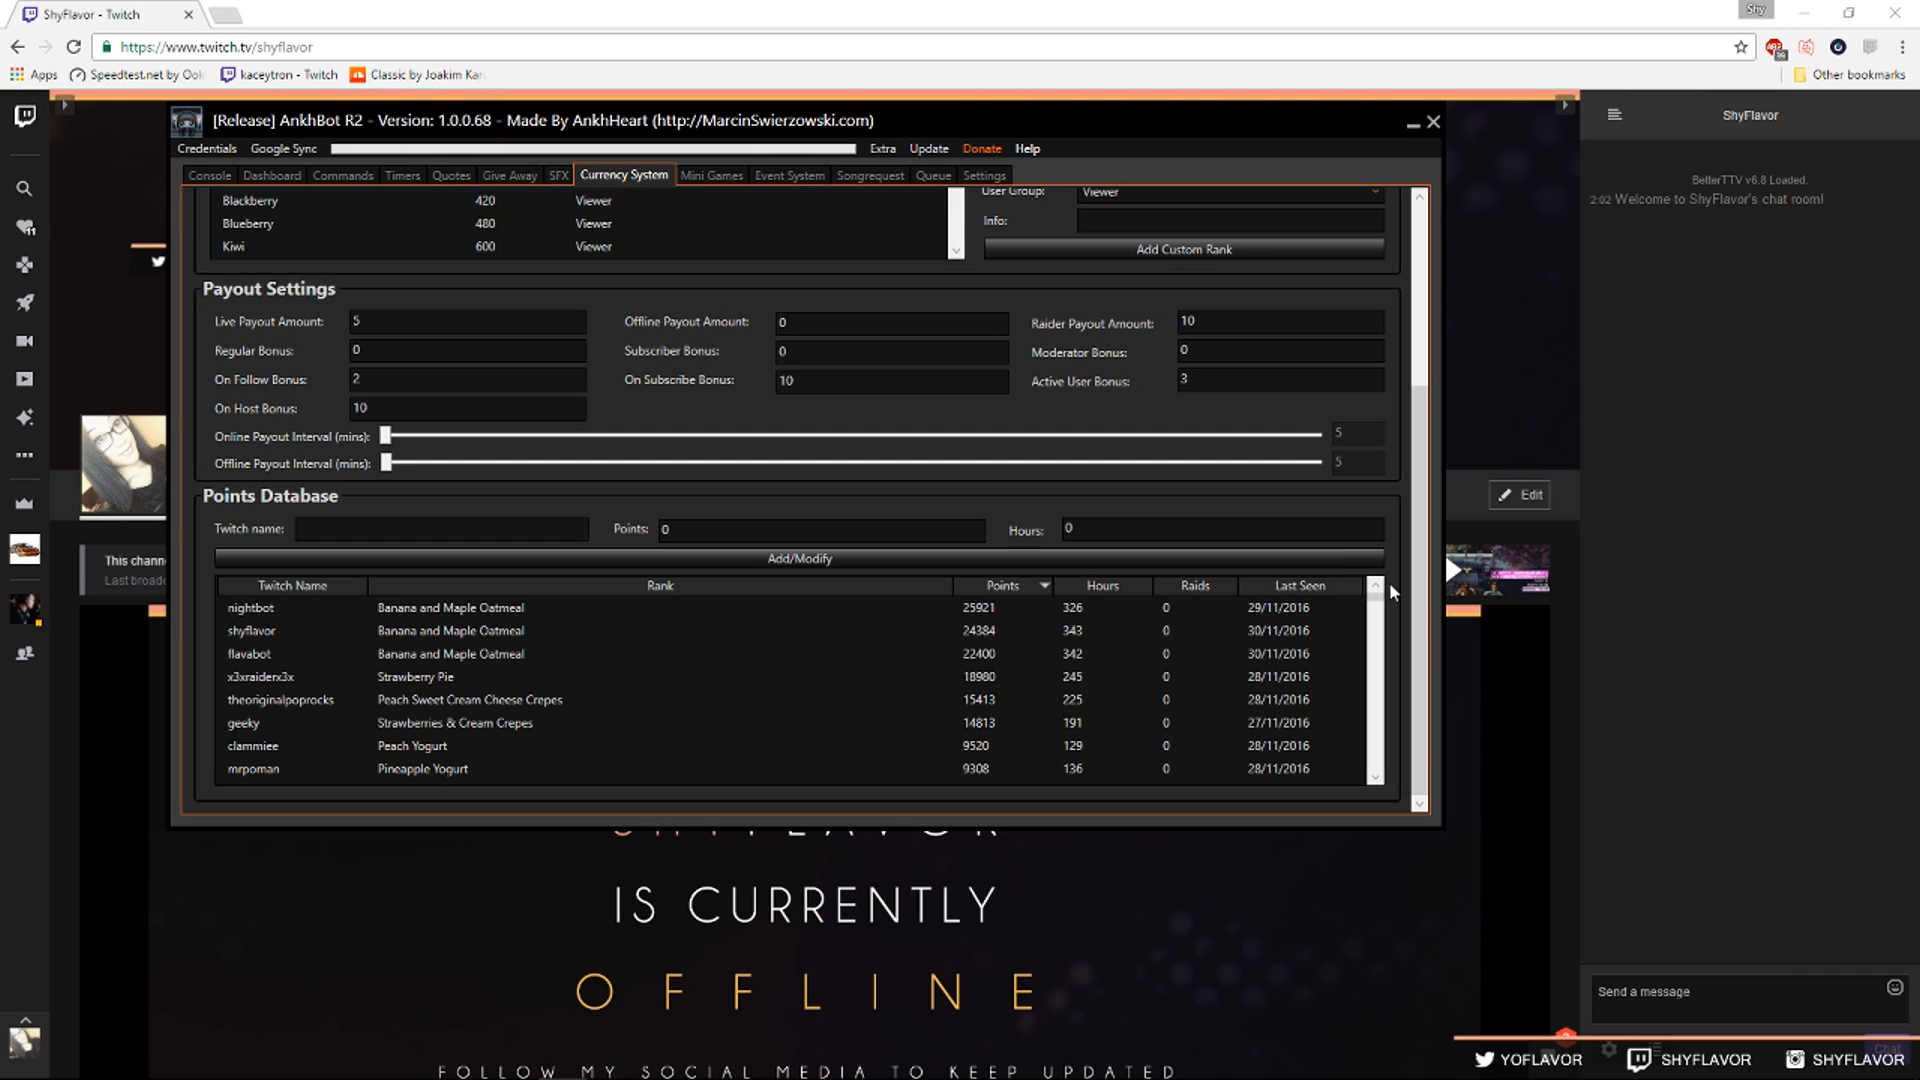 ShyFlavor - Twitch
Shy
https://www.twitch.tv/shyflavor
Apps Speedtest.net by Ook kaceytron - Twitch Classic by Joakim Kar Other bookmarks
[Release] AnkhBot R2 - Version: 1.0.0.68 - Made By AnkhHeart (http://MarcinSwierzowski.com)
ShyFlavor
Credentials Google Sync Extra Update Donate Help
Console Dashboard Commands Timers Quotes Give Away SFX Currency System Mini Games Event System Songrequest Queue Settings
BetterTTV v6.8 Loaded.
2:02 Welcome to ShyFlavor's chat room!
Blackberry 420 Viewer
Blueberry 480 Viewer
Kiwi 600 Viewer
User Group: Viewer
Info:
Add Custom Rank
Payout Settings
Live Payout Amount: 5 Offline Payout Amount: 0 Raider Payout Amount: 10
Regular Bonus: 0 Subscriber Bonus: 0 Moderator Bonus: 0
On Follow Bonus: 2 On Subscribe Bonus: 10 Active User Bonus: 3
On Host Bonus: 10
Online Payout Interval (mins): 5
Offline Payout Interval (mins): 5
Points Database
Edit
Twitch name: Points: 0 Hours: 0
Add/Modify
This chann
Last broadc
Twitch Name Rank Points Hours Raids Last Seen
nightbot Banana and Maple Oatmeal 25921 326 0 29/11/2016
shyflavor Banana and Maple Oatmeal 24384 343 0 30/11/2016
flavabot Banana and Maple Oatmeal 22400 342 0 30/11/2016
x3xraiderx3x Strawberry Pie 18980 245 0 28/11/2016
theoriginalpoprocks Peach Sweet Cream Cheese Crepes 15413 225 0 28/11/2016
geeky Strawberries & Cream Crepes 14813 191 0 27/11/2016
clammiee Peach Yogurt 9520 129 0 28/11/2016
mrpoman Pineapple Yogurt 9308 136 0 28/11/2016
SHYFLAVOR
IS CURRENTLY
OFFLINE
FOLLOW MY SOCIAL MEDIA TO KEEP UPDATED
Send a message
Chat
YOFLAVOR SHYFLAVOR SHYFLAVOR